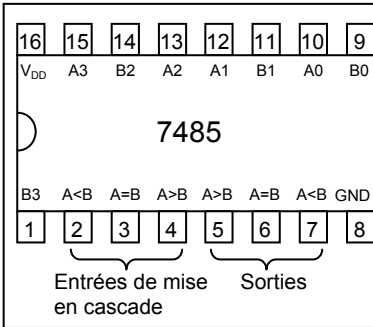 16 15 14 13 12 11 10 9
VDD A3 B2 A2 A1 B1 A0 B0
7485
B3 A<B A=B A>B A>B A=B A<B GND
1 2 3 4 5 6 7 8
Entrées de mise
en cascade
Sorties